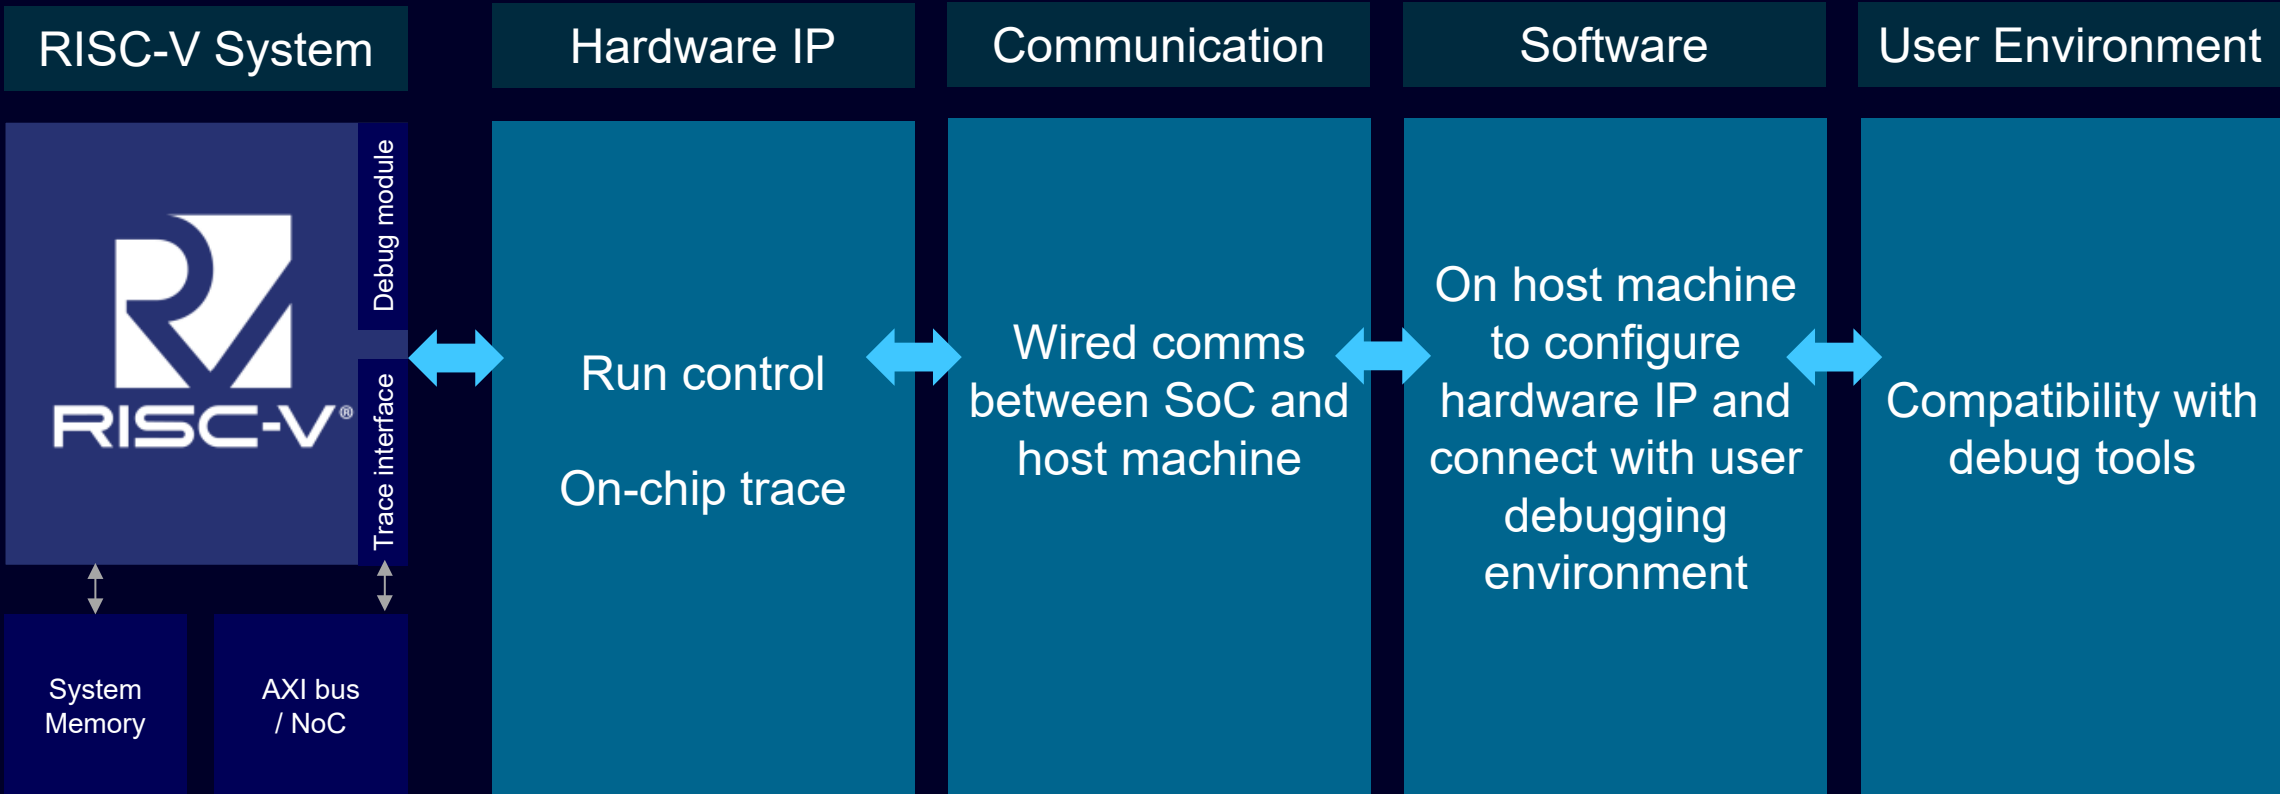 RISC-V System
Hardware IP
Communication
Software
User Environment
Debug module
Trace interface
RISC-V®
System
Memory
AXI bus
/ NoC
Run control
On-chip trace
Wired comms
between SoC and
host machine
On host machine
to configure
hardware IP and
connect with user
debugging
environment
Compatibility with
debug tools